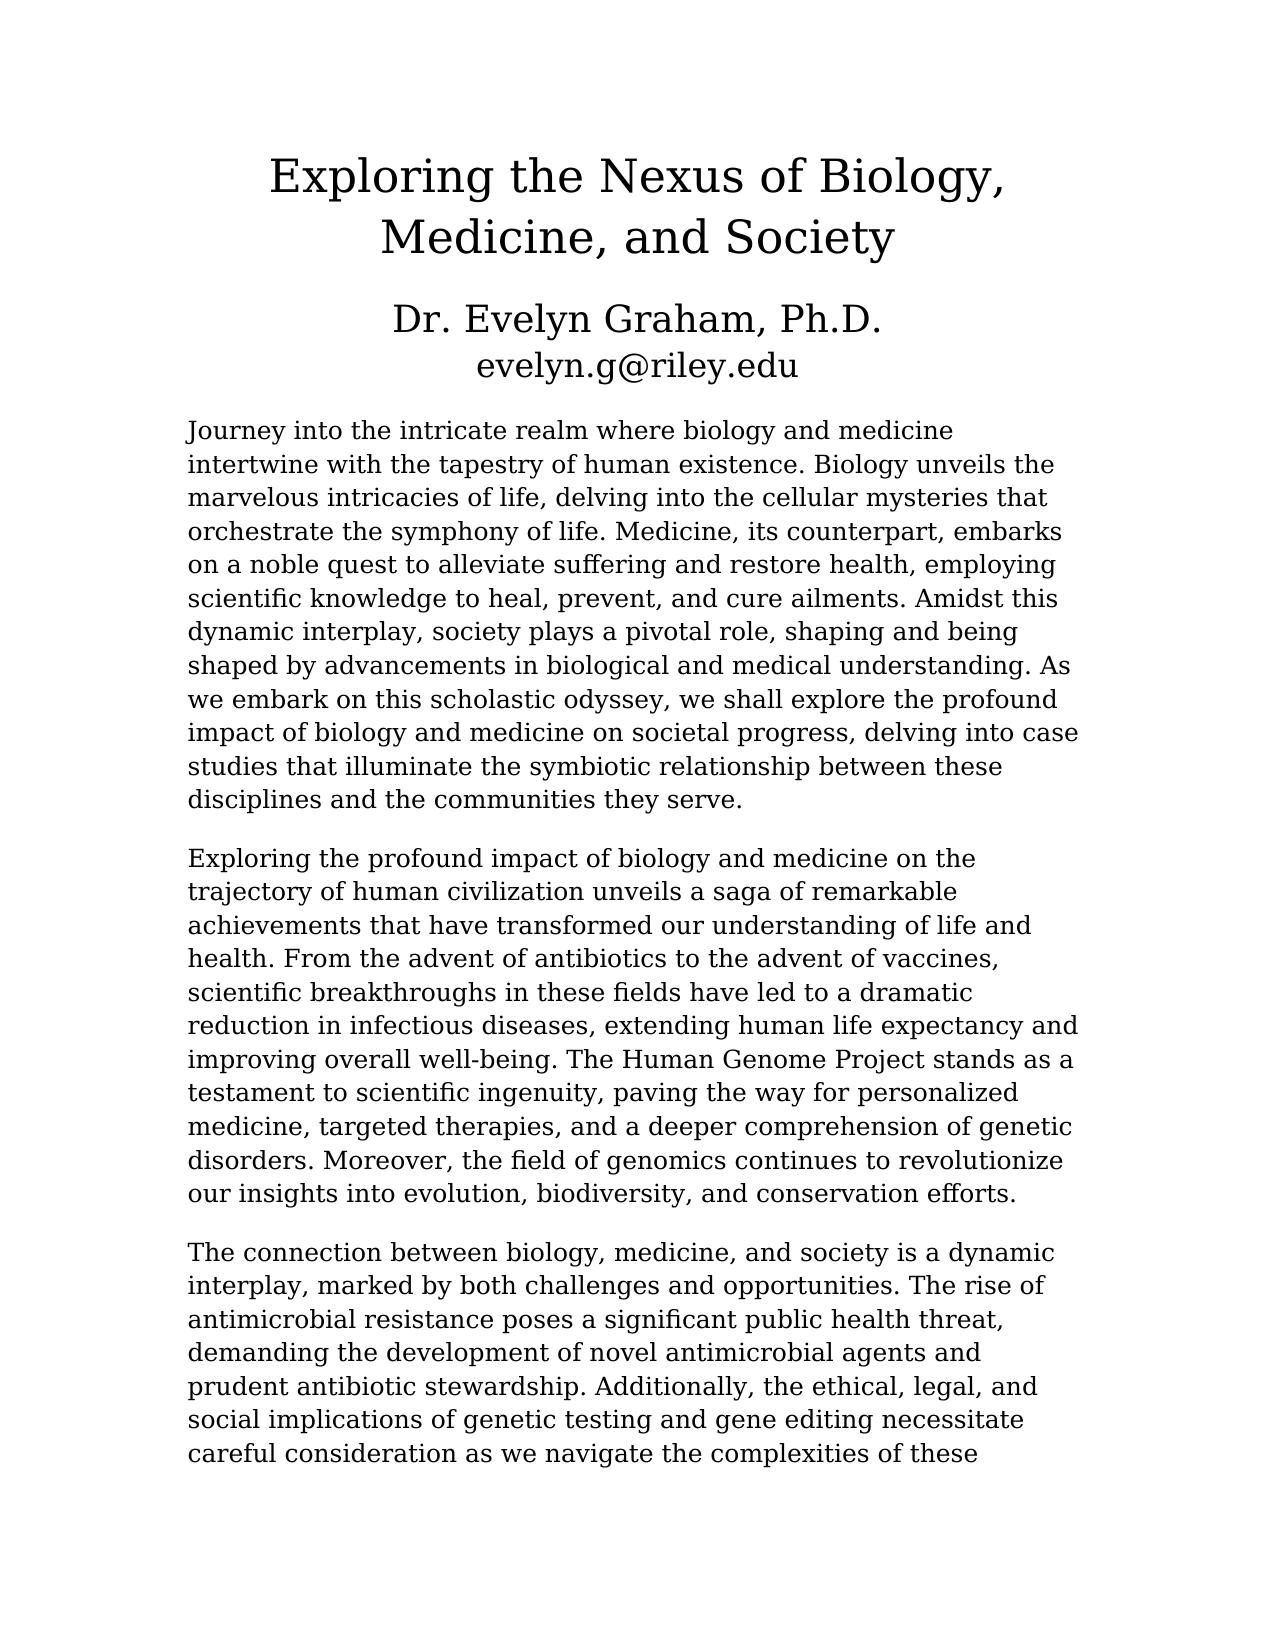 Exploring the Nexus of Biology,
Medicine, and Society
Dr. Evelyn Graham, Ph.D.
evelyn.g@riley.edu
Journey into the intricate realm where biology and medicine
intertwine with the tapestry of human existence. Biology unveils the
marvelous intricacies of life, delving into the cellular mysteries that
orchestrate the symphony of life. Medicine, its counterpart, embarks
on a noble quest to alleviate suffering and restore health, employing
scientific knowledge to heal, prevent, and cure ailments. Amidst this
dynamic interplay, society plays a pivotal role, shaping and being
shaped by advancements in biological and medical understanding. As
we embark on this scholastic odyssey, we shall explore the profound
impact of biology and medicine on societal progress, delving into case
studies that illuminate the symbiotic relationship between these
disciplines and the communities they serve.
Exploring the profound impact of biology and medicine on the
trajectory of human civilization unveils a saga of remarkable
achievements that have transformed our understanding of life and
health. From the advent of antibiotics to the advent of vaccines,
scientific breakthroughs in these fields have led to a dramatic
reduction in infectious diseases, extending human life expectancy and
improving overall well-being. The Human Genome Project stands as a
testament to scientific ingenuity, paving the way for personalized
medicine, targeted therapies, and a deeper comprehension of genetic
disorders. Moreover, the field of genomics continues to revolutionize
our insights into evolution, biodiversity, and conservation efforts.
The connection between biology, medicine, and society is a dynamic
interplay, marked by both challenges and opportunities. The rise of
antimicrobial resistance poses a significant public health threat,
demanding the development of novel antimicrobial agents and
prudent antibiotic stewardship. Additionally, the ethical, legal, and
social implications of genetic testing and gene editing necessitate
careful consideration as we navigate the complexities of these